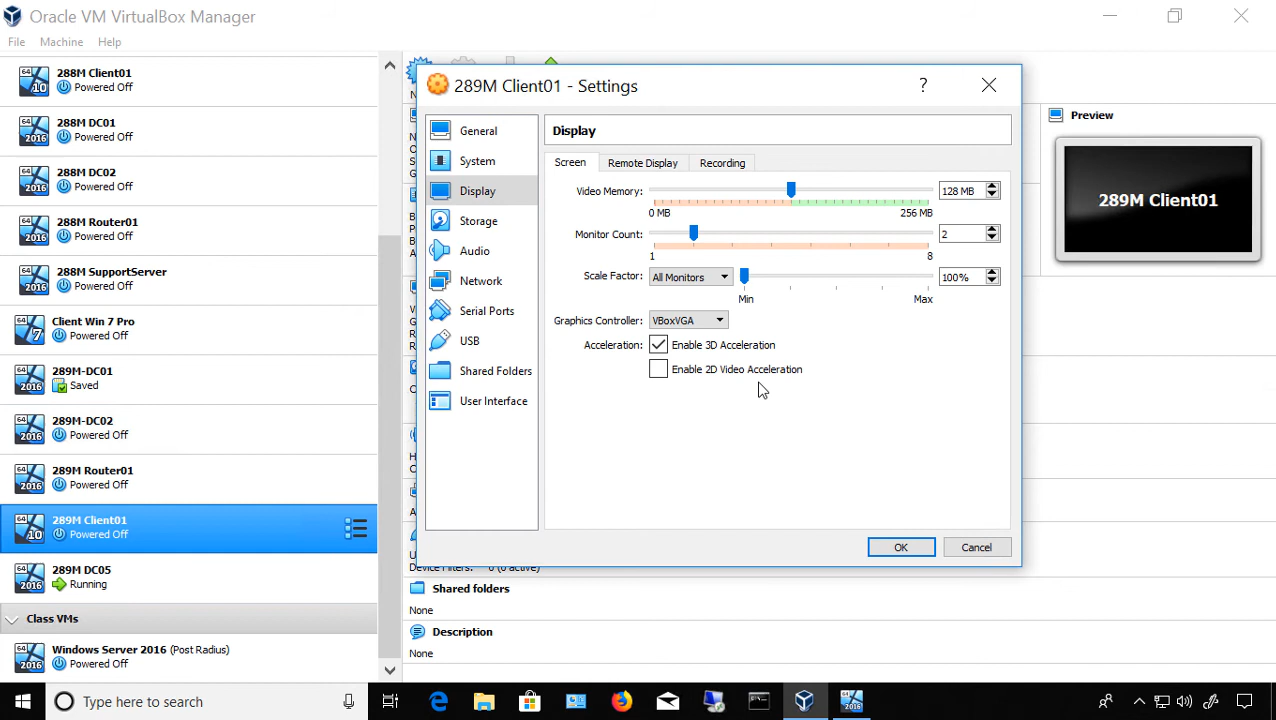 Oracle VM VirtualBox Manager
File Machine Help
288M Client01
Powered Off
288M DC01
Powered Off
288M DC02
Powered Off
288M Router01
Powered Off
288M SupportServer
Powered Off
Client Win 7 Pro
Powered Off
289M-DC01
Saved
289M-DC02
Powered Off
289M Router01
Powered Off
289M Client01
Powered Off
289M DC05
Running
Class VMs
Windows Server 2016 (Post Radius)
Powered Off
289M Client01 - Settings
?
General
System
Display
Storage
Audio
Network
Serial Ports
USB
Shared Folders
User Interface
Display
Screen Remote Display Recording
Video Memory: 128 MB
0 MB 256 MB
Monitor Count: 2
1 8
Scale Factor: All Monitors 100%
Min Max
Graphics Controller: VBoxVGA
Acceleration: Enable 3D Acceleration
Enable 2D Video Acceleration
OK Cancel
Preview
289M Client01
Device Filters: 0 (0 active)
Shared folders
None
Description
None
Type here to search